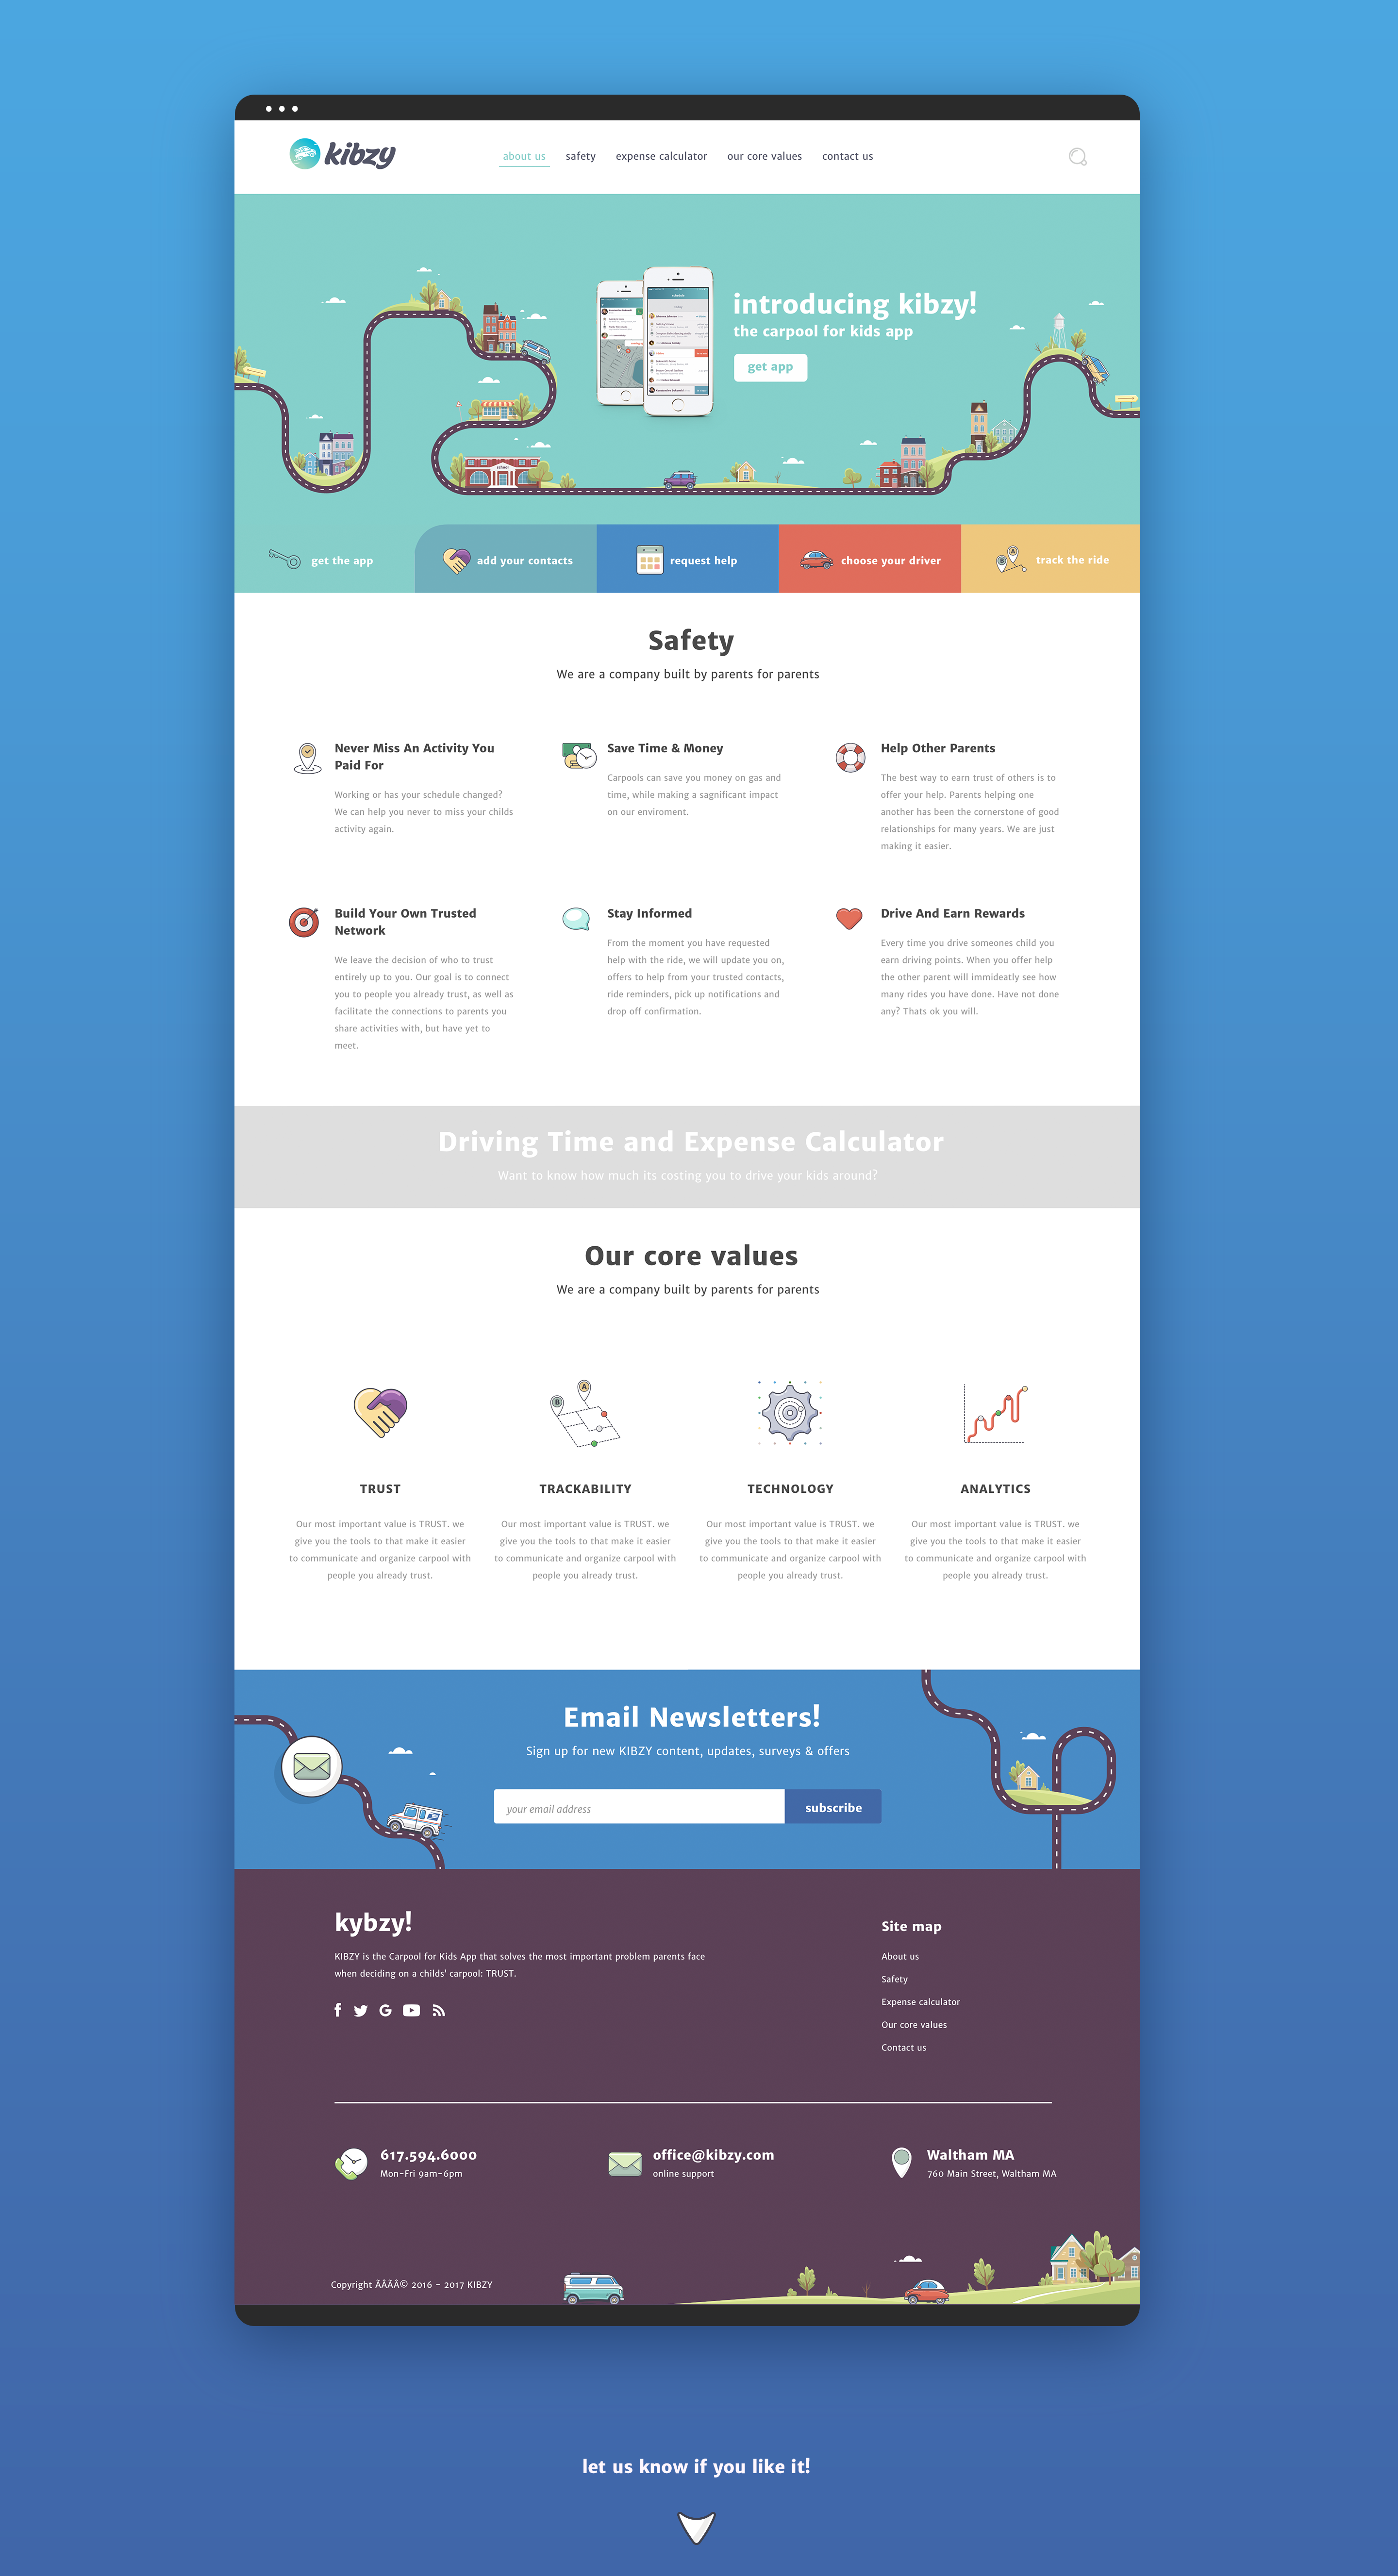 kibzy
about us safety expense calculator our core values contact us
introducing kibzy!
the carpool for kids app
get app
school
get the app
add your contacts
request help
choose your driver
A
B
track the ride
Safety
We are a company built by parents for parents
Never Miss An Activity You
Paid For
Working or has your schedule changed?
We can help you never to miss your childs
activity again.
Save Time & Money
Carpools can save you money on gas and
time, while making a sagnificant impact
on our enviroment.
Help Other Parents
The best way to earn trust of others is to
offer your help. Parents helping one
another has been the cornerstone of good
relationships for many years. We are just
making it easier.
Build Your Own Trusted
Network
We leave the decision of who to trust
entirely up to you. Our goal is to connect
you to people you already trust, as well as
facilitate the connections to parents you
share activities with, but have yet to
meet.
Stay Informed
From the moment you have requested
help with the ride, we will update you on,
offers to help from your trusted contacts,
ride reminders, pick up notifications and
drop off confirmation.
Drive And Earn Rewards
Every time you drive someones child you
earn driving points. When you offer help
the other parent will immideatly see how
many rides you have done. Have not done
any? Thats ok you will.
Driving Time and Expense Calculator
Want to know how much its costing you to drive your kids around?
Our core values
We are a company built by parents for parents
A
B
TRUST
Our most important value is TRUST. we
give you the tools to that make it easier
to communicate and organize carpool with
people you already trust.
TRACKABILITY
Our most important value is TRUST. we
give you the tools to that make it easier
to communicate and organize carpool with
people you already trust.
TECHNOLOGY
Our most important value is TRUST. we
give you the tools to that make it easier
to communicate and organize carpool with
people you already trust.
ANALYTICS
Our most important value is TRUST. we
give you the tools to that make it easier
to communicate and organize carpool with
people you already trust.
Email Newsletters!
Sign up for new KIBZY content, updates, surveys & offers
your email address
subscribe
kybzy!
KIBZY is the Carpool for Kids App that solves the most important problem parents face
when deciding on a childs' carpool: TRUST.
Site map
About us
Safety
Expense calculator
Our core values
Contact us
617.594.6000
Mon-Fri 9am-6pm
office@kibzy.com
online support
Waltham MA
760 Main Street, Waltham MA
Copyright ÃÂÃÂ© 2016 - 2017 KIBZY
let us know if you like it!